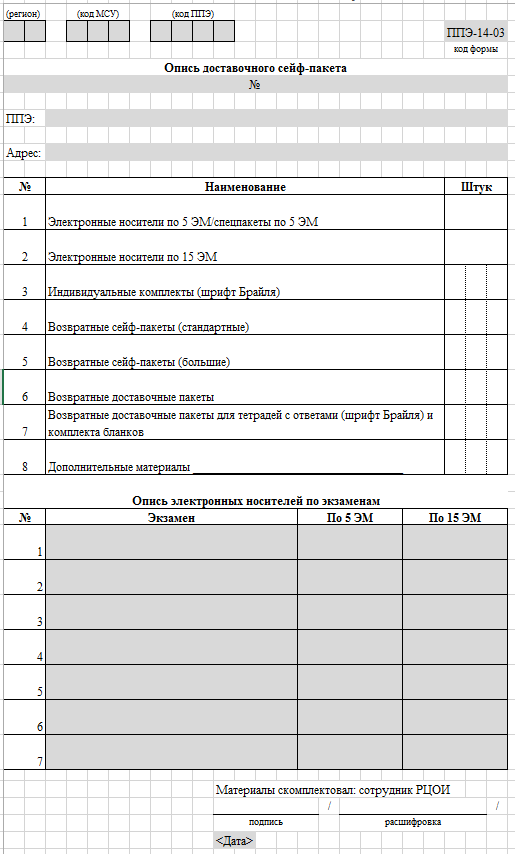 (регион) (код МСУ) (код ППЭ)
ППЭ-14-03
код формы
Опись доставочного сейф-пакета
№
ППЭ:
Адрес:
№ Наименование Штук
1 Электронные носители по 5 ЭМ/спецпакеты по 5 ЭМ
2 Электронные носители по 15 ЭМ
3 Индивидуальные комплекты (шрифт Брайля)
4 Возвратные сейф-пакеты (стандартные)
5 Возвратные сейф-пакеты (большие)
6 Возвратные доставочные пакеты
Возвратные доставочные пакеты для тетрадей с ответами (шрифт Брайля) и
7 комплекта бланков
8 Дополнительные материалы
Опись электронных носителей по экзаменам
№ Экзамен По 5 ЭМ По 15 ЭМ
1
2
3
4
5
6
7
Материалы скомплектовал: сотрудник РЦОИ
/ /
подпись расшифровка
<Дата>